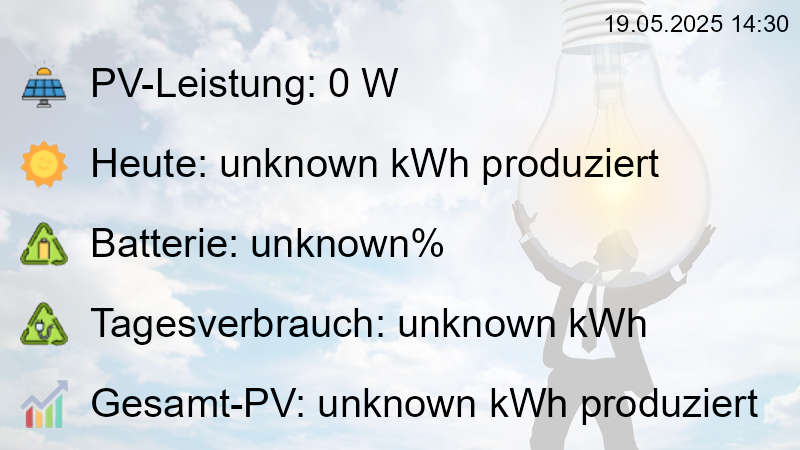 19.05.2025 14:30
PV-Leistung: 0 W
Heute: unknown kWh produziert
Batterie: unknown%
Tagesverbrauch: unknown kWh
Gesamt-PV: unknown kWh produziert